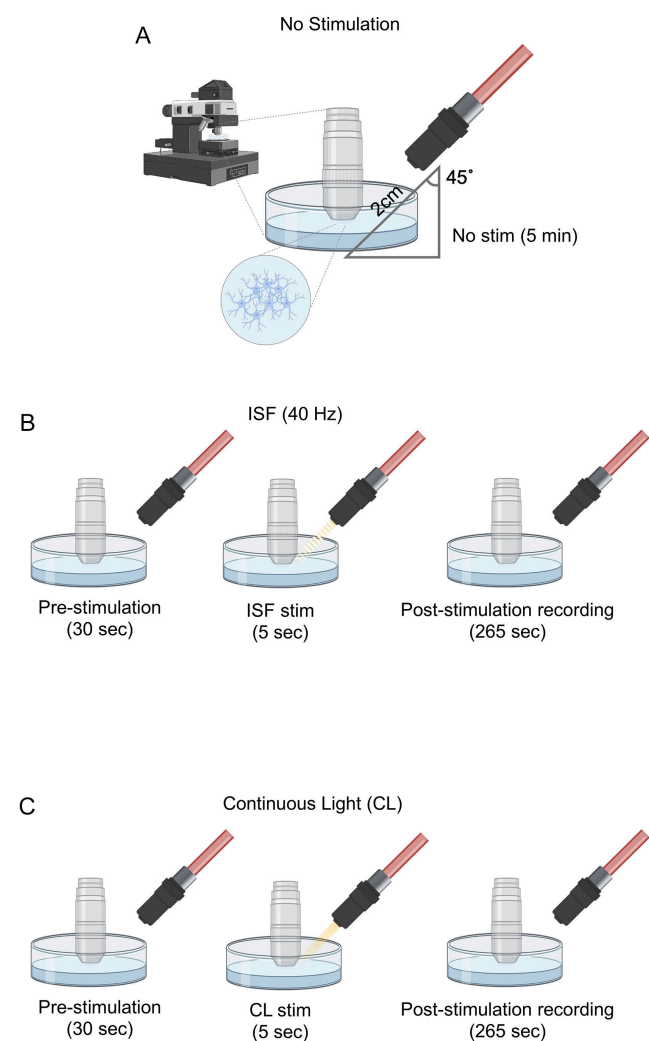 A
No Stimulation
2cm
45°
No stim (5 min)
B
ISF (40 Hz)
Pre-stimulation
(30 sec)
ISF stim
(5 sec)
Post-stimulation recording
(265 sec)
C
Continuous Light (CL)
Pre-stimulation
(30 sec)
CL stim
(5 sec)
Post-stimulation recording
(265 sec)